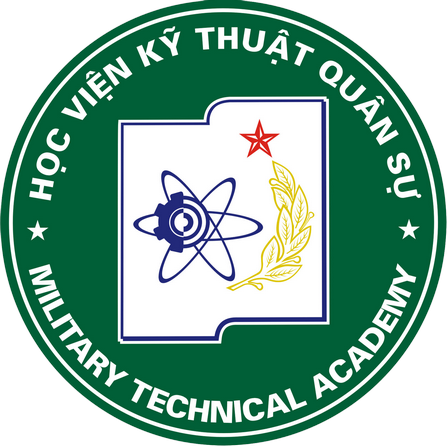 HỌC VIỆN KỸ THUẬT QUÂN SỰ
MILITARY TECHNICAL ACADEMY